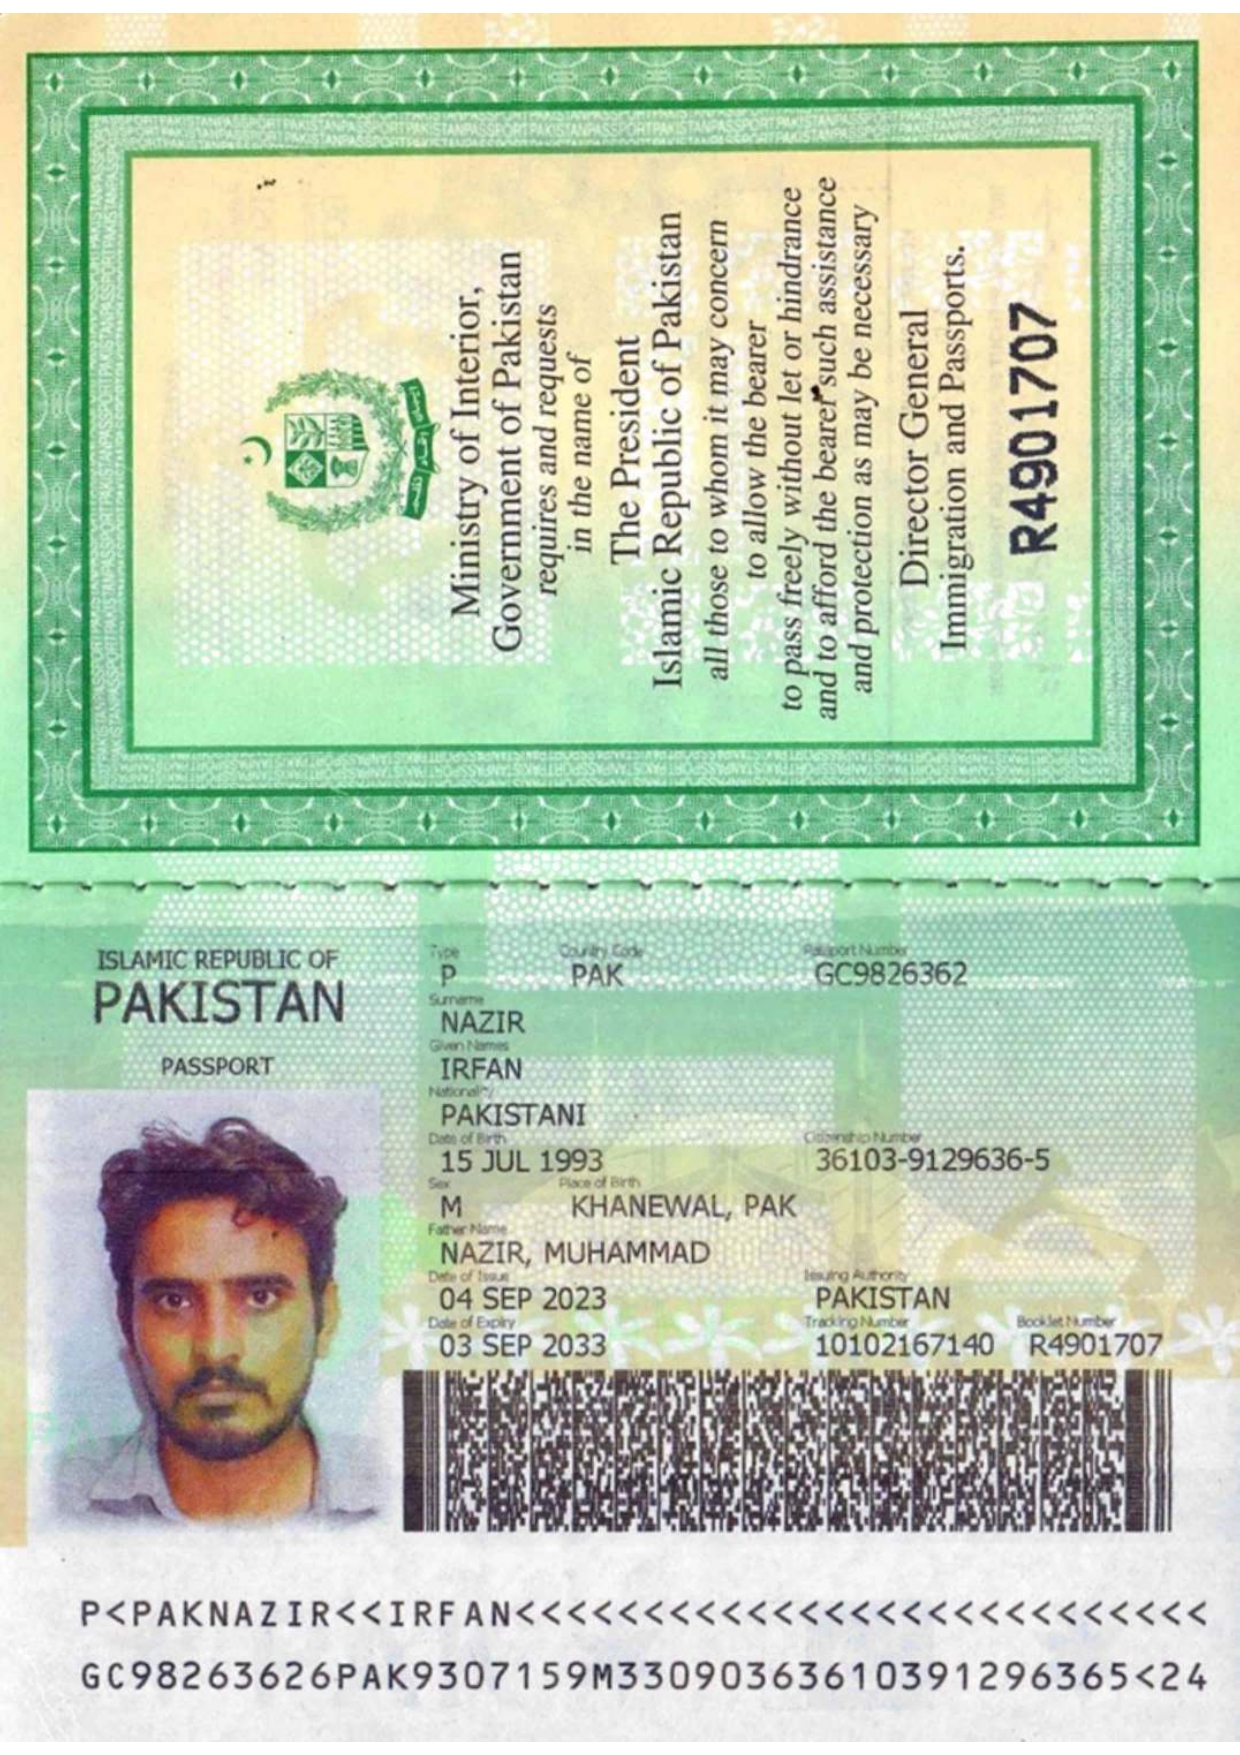 Ministry of Interior,
Government of Pakistan
requires and requests
in the name of
The President
Islamic Republic of Pakistan
all those to whom it may concern
to allow the bearer
to pass freely without let or hindrance
and to afford the bearer such assistance
and protection as may be necessary
Director General
Immigration and Passports.
R4901707
ISLAMIC REPUBLIC OF
PAKISTAN
PASSPORT
Type Country Code Passport Number
P PAK GC9826362
Surname
NAZIR
Given Names
IRFAN
Nationality
PAKISTANI
Date of Birth Citizenship Number
15 JUL 1993 36103-9129636-5
Sex Place of Birth
M KHANEWAL, PAK
Father Name
NAZIR, MUHAMMAD
Date of Issue Issuing Authority
04 SEP 2023 PAKISTAN
Date of Expiry Tracking Number Booklet Number
03 SEP 2033 10102167140 R4901707
P<PAKNAZIR<<IRFAN<<<<<<<<<<<<<<<<<<<<<<<<<<<
GC98263626PAK9307159M33090363610391296365<24